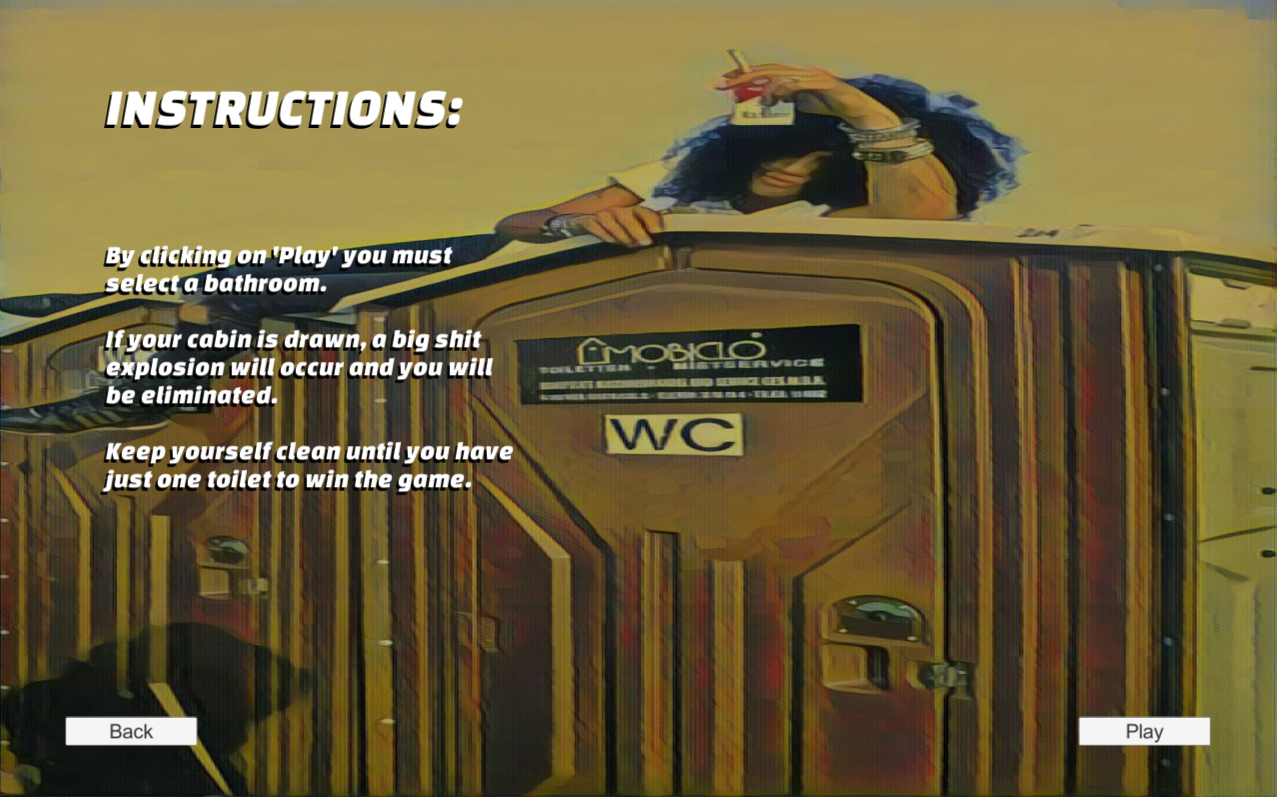 INSTRUCTIONS:
By clicking on 'Play' you must
select a bathroom.
If your cabin is drawn, a big shit
explosion will occur and you will
be eliminated.
Keep yourself clean until you have
just one toilet to win the game.
MOBICLO
TOILETTEN - MIETSERVICE
WC
Back
Play